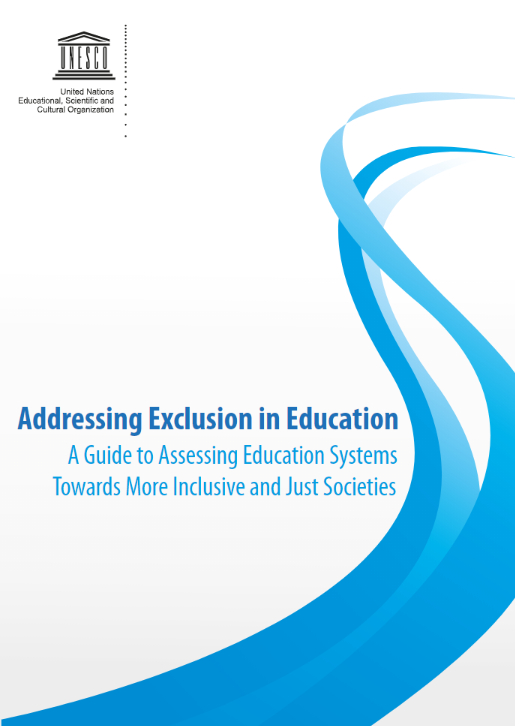 UNESCO
United Nations
Educational, Scientific and
Cultural Organization
Addressing Exclusion in Education
A Guide to Assessing Education Systems
Towards More Inclusive and Just Societies